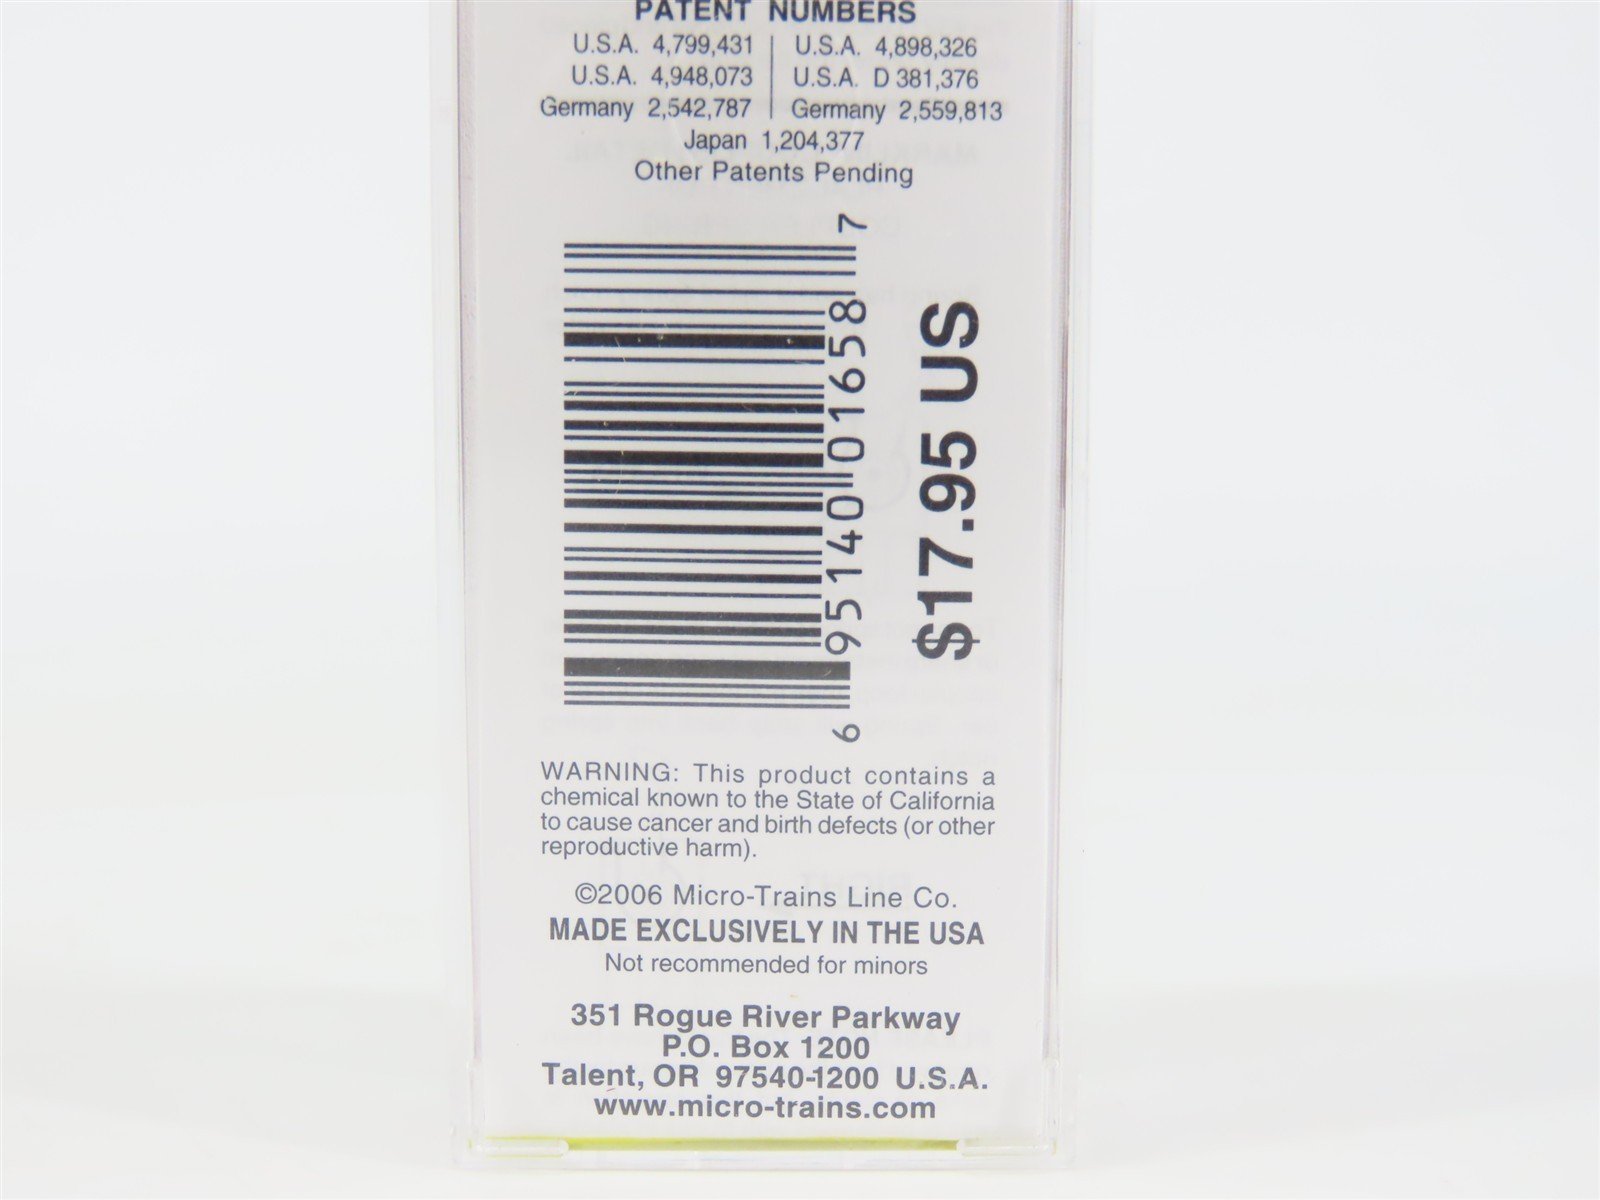 PATENT NUMBERS
U.S.A. 4,799,431 | U.S.A. 4,898,326
U.S.A. 4,948,073 | U.S.A. D 381,376
Germany 2,542,787 | Germany 2,559,813
Japan 1,204,377
Other Patents Pending
6 95140 01658 7
$17.95 US
WARNING: This product contains a
chemical known to the State of California
to cause cancer and birth defects (or other
reproductive harm).
©2006 Micro-Trains Line Co.
MADE EXCLUSIVELY IN THE USA
Not recommended for minors
351 Rogue River Parkway
P.O. Box 1200
Talent, OR 97540-1200 U.S.A.
www.micro-trains.com